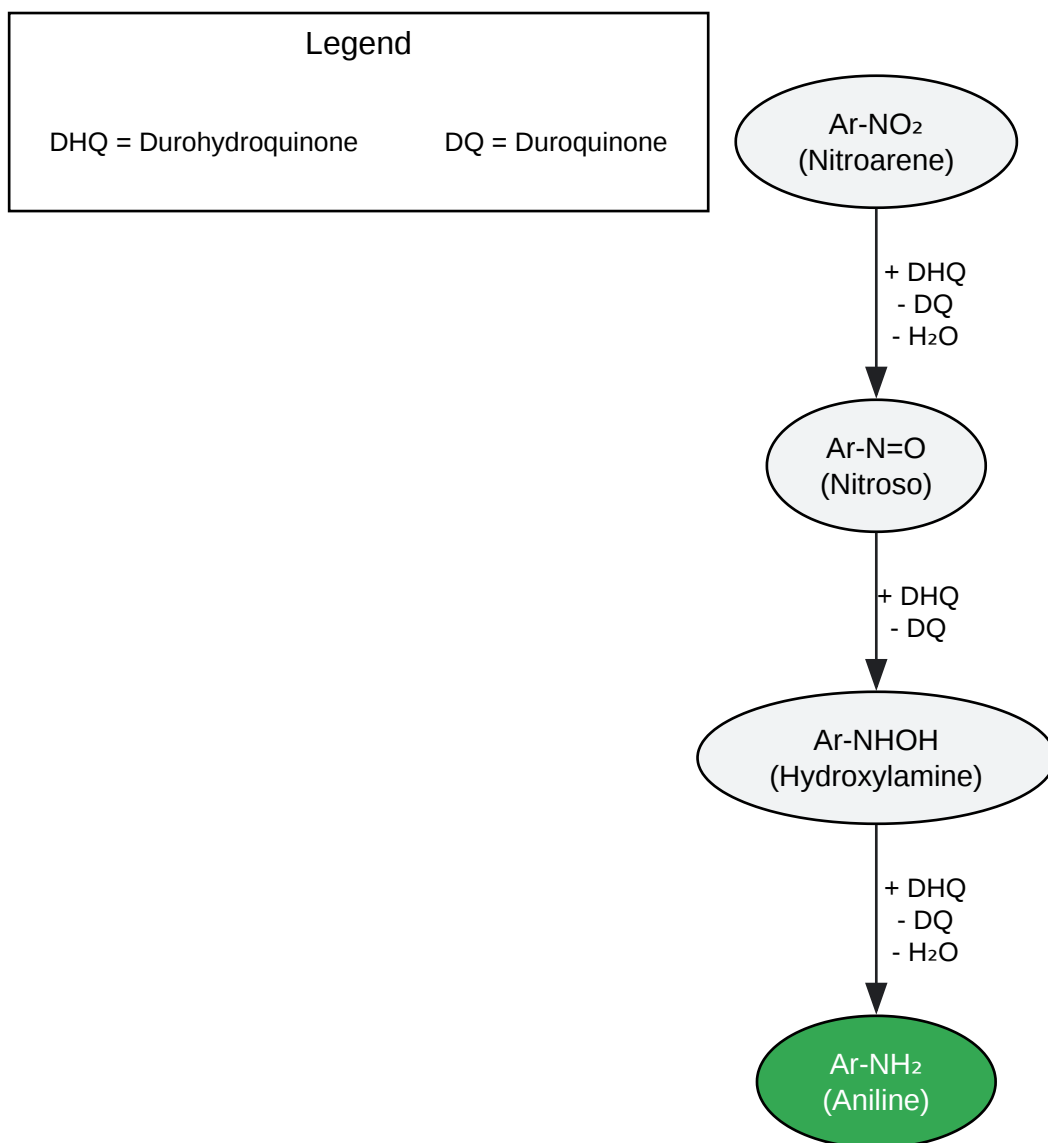 Legend
DHQ = Durohydroquinone
DQ = Duroquinone
Ar-NO₂
(Nitroarene)
+ DHQ
- DQ
- H₂O
Ar-N=O
(Nitroso)
+ DHQ
- DQ
Ar-NHOH
(Hydroxylamine)
+ DHQ
- DQ
- H₂O
Ar-NH₂
(Aniline)